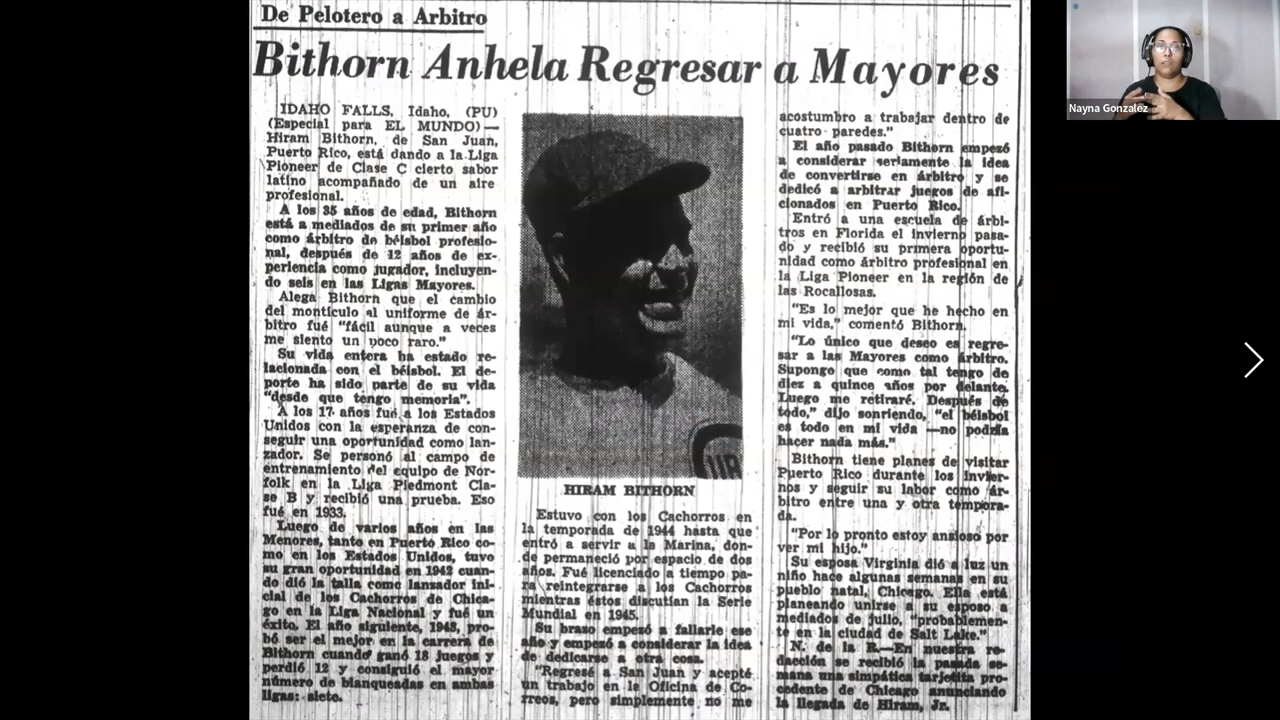 De Pelotero a Arbitro
Bithorn Anhela Regresar a Mayores
IDAHO FALLS, Idaho, (PU)
(Especial para EL MUNDO) —
Hiram Bithorn, de San Juan,
Puerto Rico, está dando a la Liga
Pioneer de Clase C cierto sabor
latino acompañado de un aire
profesional.
A los 35 años de edad, Bithorn
está a mediados de su primer año
como árbitro de béisbol profesio-
nal, después de 12 años de ex-
periencia como jugador, incluyen-
do seis en las Ligas Mayores.
Alega Bithorn que el cambio
del montículo al uniforme de ár-
bitro fué "fácil aunque a veces
me siento un poco raro."
Su vida entera ha estado re-
lacionada con el béisbol. El de-
porte ha sido parte de su vida
"desde que tengo memoria".
A los 17 años fué a los Estados
Unidos con la esperanza de con-
seguir una oportunidad como lan-
zador. Se personó al campo de
entrenamiento del equipo de Nor-
folk en la Liga Piedmont Cla-
se B y recibió una prueba. Eso
fué en 1933.
Luego de varios años en las
Menores, tanto en Puerto Rico co-
mo en los Estados Unidos, tuvo
su gran oportunidad en 1942 cuan-
do dió la talla como lansador ini-
cial de los Cachorros de Chica-
go en la Liga Nacional y fué un
éxito. El año siguiente, 1943, pro-
bó ser el mejor en la carrera de
Bithorn cuando ganó 18 juegos y
perdió 12 y consiguió el mayor
número de blanqueadas en ambas
ligas: siete.
HIRAM BITHORN
Estuvo con los Cachorros en
la temporada de 1944 hasta que
entró a servir a la Marina, don-
de permaneció por espacio de dos
años. Fué licenciado a tiempo pa-
ra reintegrarse a los Cachorros
mientras éstos discutían la Serie
Mundial en 1945.
Su brazo empezó a fallarle ese
año y empezó a considerar la idea
de dedicarse a otra cosa.
"Regresé a San Juan y acepté
un trabajo en la Oficina de Co-
rreos, pero simplemente no me
acostumbro a trabajar dentro de
cuatro paredes."
El año pasado Bithorn empezó
a considerar seriamente la idea
de convertirse en árbitro y se
dedicó a arbitrar juegos de afi-
cionados en Puerto Rico.
Entró a una escuela de árbi-
tros en Florida el invierno pasa-
do y recibió su primera oportu-
nidad como árbitro profesional en
la Liga Pioneer en la región de
las Rocallosas.
"Es lo mejor que he hecho en
mi vida," comentó Bithorn.
"Lo único que deseo es regre-
sar a las Mayores como árbitro.
Supongo que como tal tengo de
diez a quince años por delante.
Luego me retiraré. Después de
todo," dijo sonriendo, "el béisbol
es todo en mi vida —no podría
hacer nada más."
Bithorn tiene planes de visitar
Puerto Rico durante los invier-
nos y seguir su labor como ár-
bitro entre una y otra tempora-
da.
"Por lo pronto estoy ansioso por
ver mi hijo."
Su esposa Virginia dió a luz un
niño hace algunas semanas en su
pueblo natal, Chicago. Ella está
planeando unirse a su esposo a
mediados de julio, "probablemen-
te en la ciudad de Salt Lake."
N. de la R.—En nuestra re-
dacción se recibió la pasada se-
mana una simpática tarjetita pro-
cedente de Chicago anunciando
la llegada de Hiram, Jr.
Nayna Gonzalez